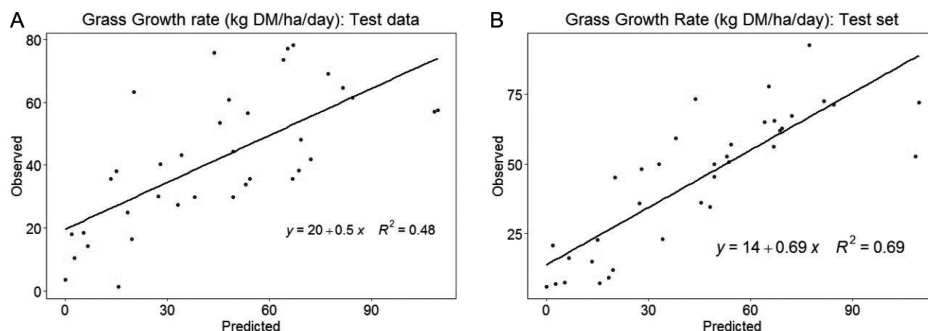 A
Grass Growth rate (kg DM/ha/day): Test data
80
60
40
20
0
Observed
y = 20 + 0.5 x R² = 0.48
0 30 60 90
Predicted
B
Grass Growth Rate (kg DM/ha/day): Test set
75
50
25
Observed
y = 14 + 0.69 x R² = 0.69
0 30 60 90
Predicted